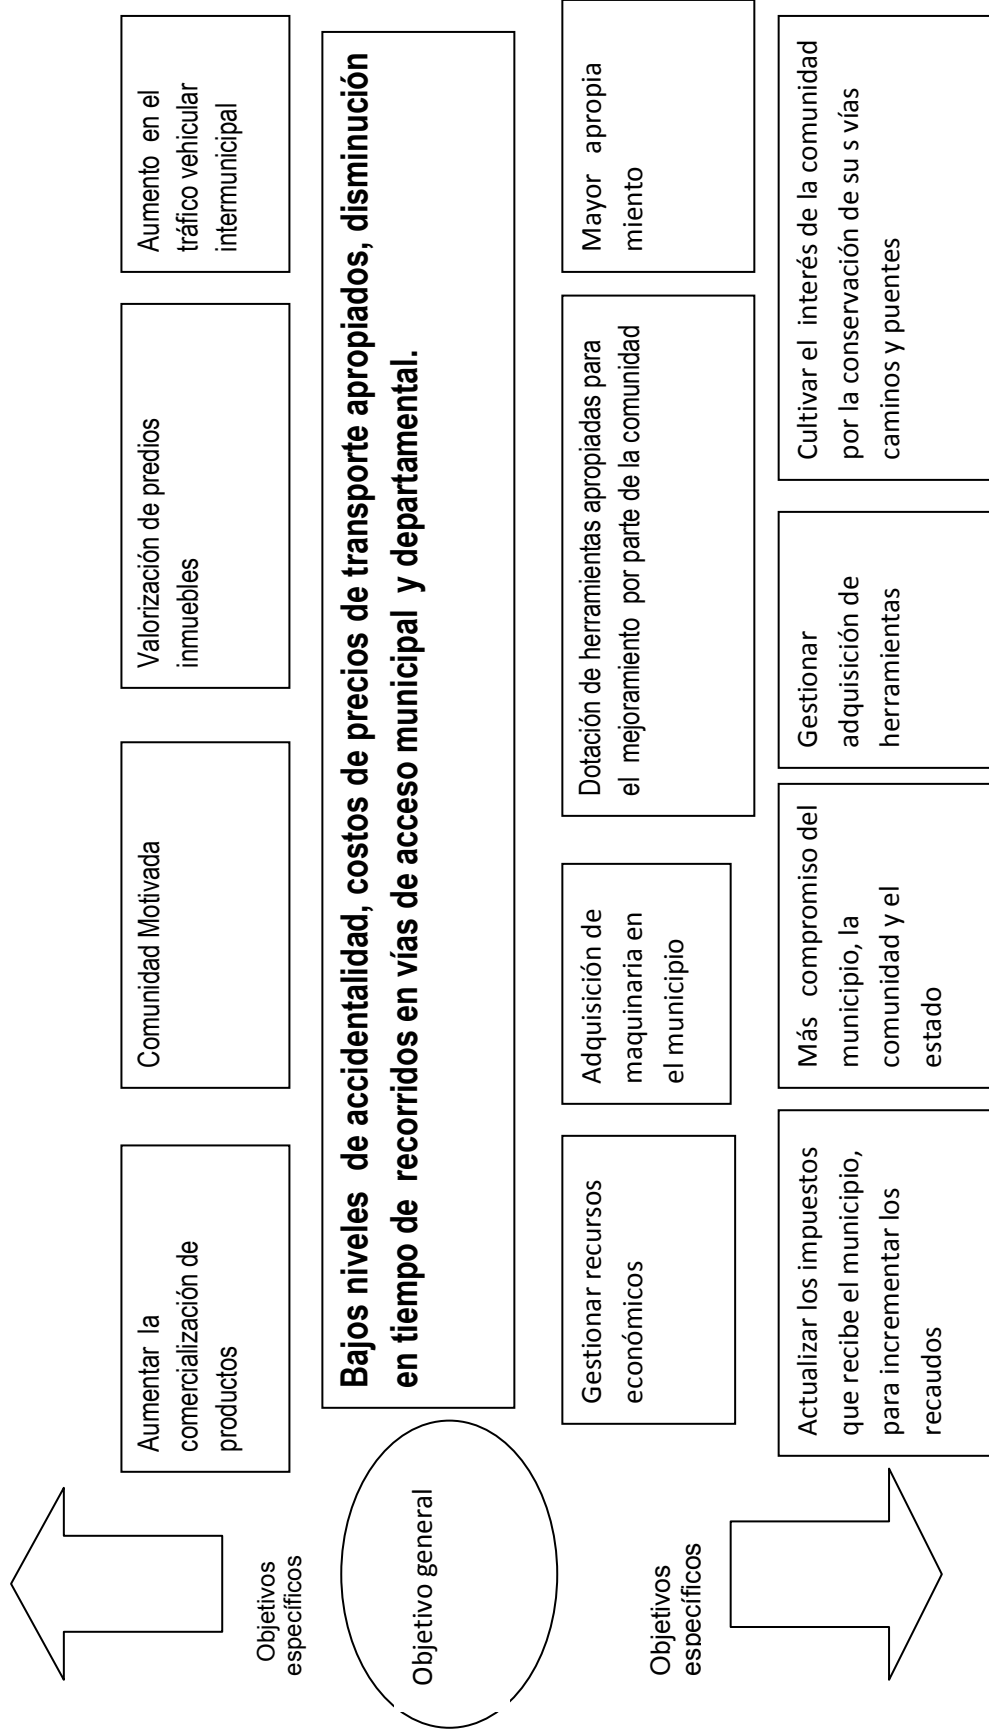 Aumentar la
comercialización de
productos
Comunidad Motivada
Valorización de predios
inmuebles
Aumento en el
tráfico vehicular
intermunicipal
Objetivos
específicos
Objetivo general
Bajos niveles de accidentalidad, costos de precios de transporte apropiados, disminución
en tiempo de recorridos en vías de acceso municipal y departamental.
Objetivos
específicos
Gestionar recursos
económicos
Adquisición de
maquinaria en
el municipio
Dotación de herramientas apropiadas para
el mejoramiento por parte de la comunidad
Mayor apropia
miento
Actualizar los impuestos
que recibe el municipio,
para incrementar los
recaudos
Más compromiso del
municipio, la
comunidad y el
estado
Gestionar
adquisición de
herramientas
Cultivar el interés de la comunidad
por la conservación de su s vías
caminos y puentes